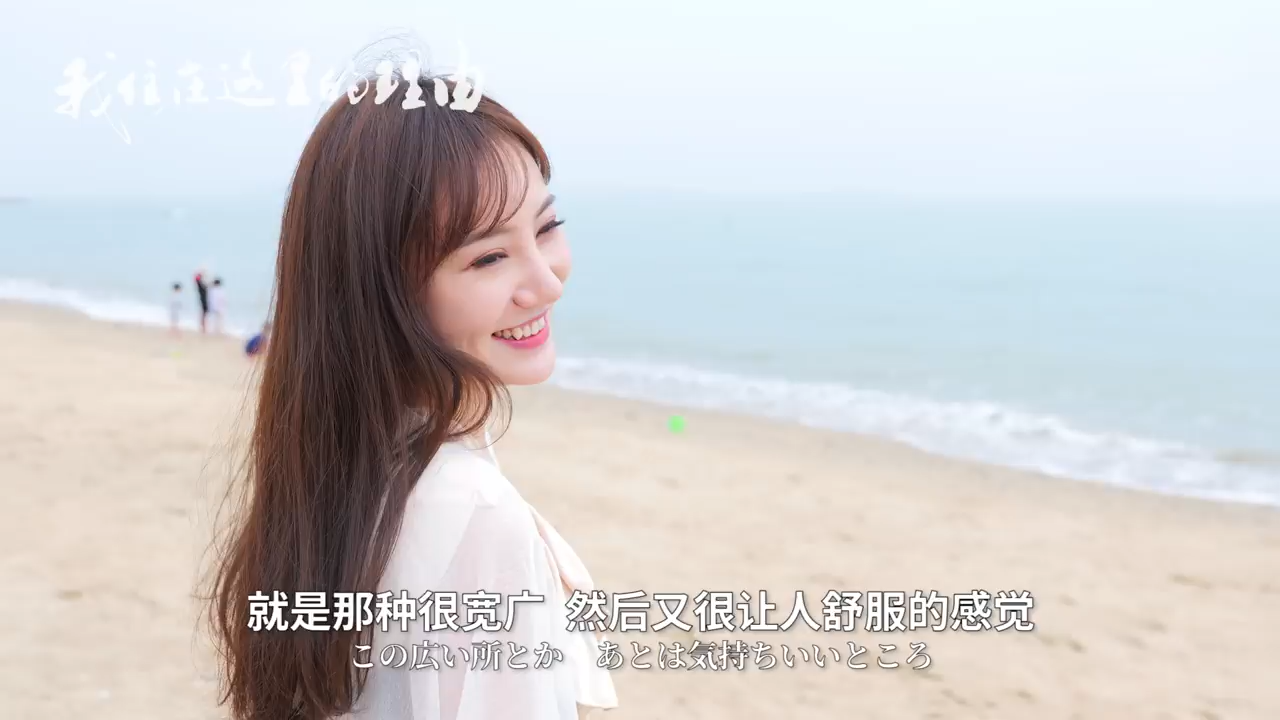 我住在这里的理由
就是那种很宽广 然后又很让人舒服的感觉
この広い所とか あとは気持ちいいところ